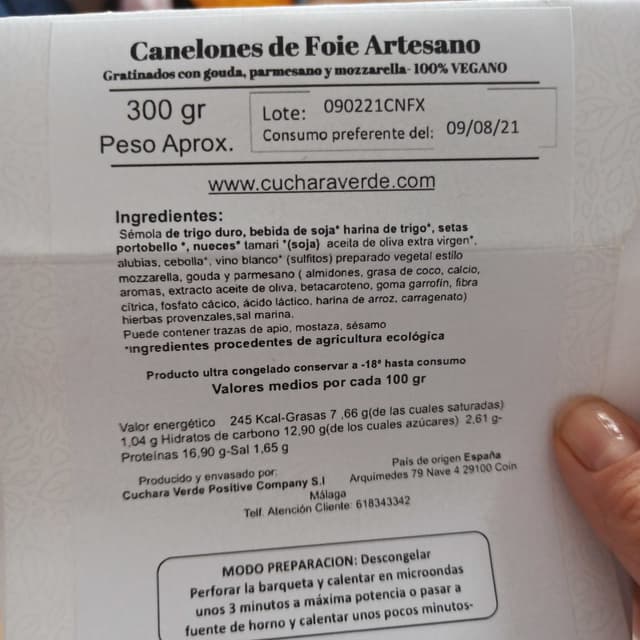 Canelones de Foie Artesano
Gratinados con gouda, parmesano y mozzarella- 100% VEGANO
300 gr
Peso Aprox.
Lote: 090221CNFX
Consumo preferente del: 09/08/21
www.cucharaverde.com
Ingredientes:
Sémola de trigo duro, bebida de soja* harina de trigo*, setas
portobello *, nueces* tamari *(soja) aceite de oliva extra virgen*,
alubias, cebolla*, vino blanco* (sulfitos) preparado vegetal estilo
mozzarella, gouda y parmesano ( almidones, grasa de coco, calcio,
aromas, extracto aceite de oliva, betacaroteno, goma garrofín, fibra
cítrica, fosfato cácico, ácido láctico, harina de arroz, carragenato)
hierbas provenzales,sal marina.
Puede contener trazas de apio, mostaza, sésamo
*Ingredientes procedentes de agricultura ecológica
Producto ultra congelado conservar a -18º hasta consumo
Valores medios por cada 100 gr
Valor energético 245 Kcal-Grasas 7 ,66 g(de las cuales saturadas)
1,04 g Hidratos de carbono 12,90 g(de los cuales azúcares) 2,61 g-
Proteínas 16,90 g-Sal 1,65 g
Producido y envasado por:
Cuchara Verde Positive Company S.l
País de origen España
Arquimedes 79 Nave 4 29100 Coin
Málaga
Telf. Atención Cliente: 618343342
MODO PREPARACION: Descongelar
Perforar la barqueta y calentar en microondas
unos 3 minutos a máxima potencia o pasar a
fuente de horno y calentar unos pocos minutos-